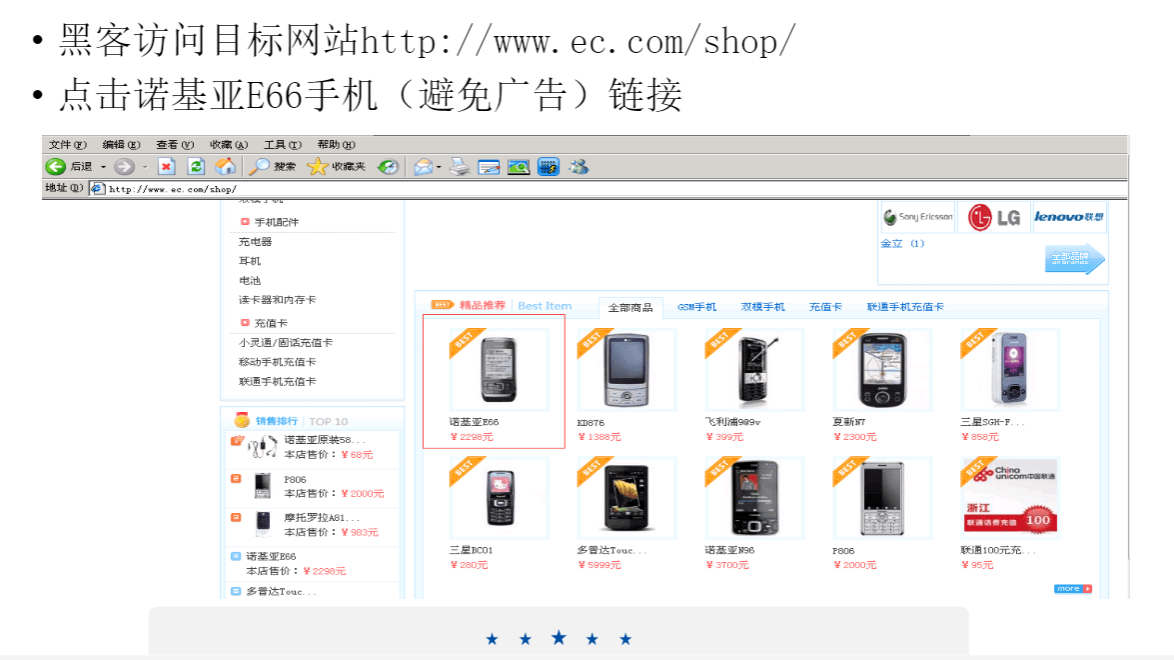 • 黑客访问目标网站http://www.ec.com/shop/
• 点击诺基亚E66手机（避免广告）链接
文件(F) 编辑(E) 查看(V) 收藏(A) 工具(T) 帮助(H)
后退 搜索 收藏夹
地址(D) http://www.ec.com/shop/
手机配件
充电器
耳机
电池
读卡器和内存卡
充值卡
小灵通/固话充值卡
移动手机充值卡
联通手机充值卡
销售排行 TOP 10
诺基亚原装58...
本店售价：￥68元
P806
本店售价：￥2000元
摩托罗拉A81...
本店售价：￥983元
诺基亚E66
本店售价：￥2298元
多普达Touc...
Sony Ericsson LG lenovo联想
金立 (1)
全部品牌
all brands
BEST 精品推荐 Best Item 全部商品 GSM手机 双模手机 充值卡 联通手机充值卡
BEST BEST BEST BEST BEST
诺基亚E66 KD876 飞利浦9@9v 夏新N7 三星SGH-F...
￥2298元 ￥1388元 ￥399元 ￥2300元 ￥858元
BEST BEST BEST BEST BEST
China unicom中国联通
浙江
联通话费充值 100
三星BC01 多普达Touc... 诺基亚N96 P806 联通100元充...
￥280元 ￥5999元 ￥3700元 ￥2000元 ￥95元
more